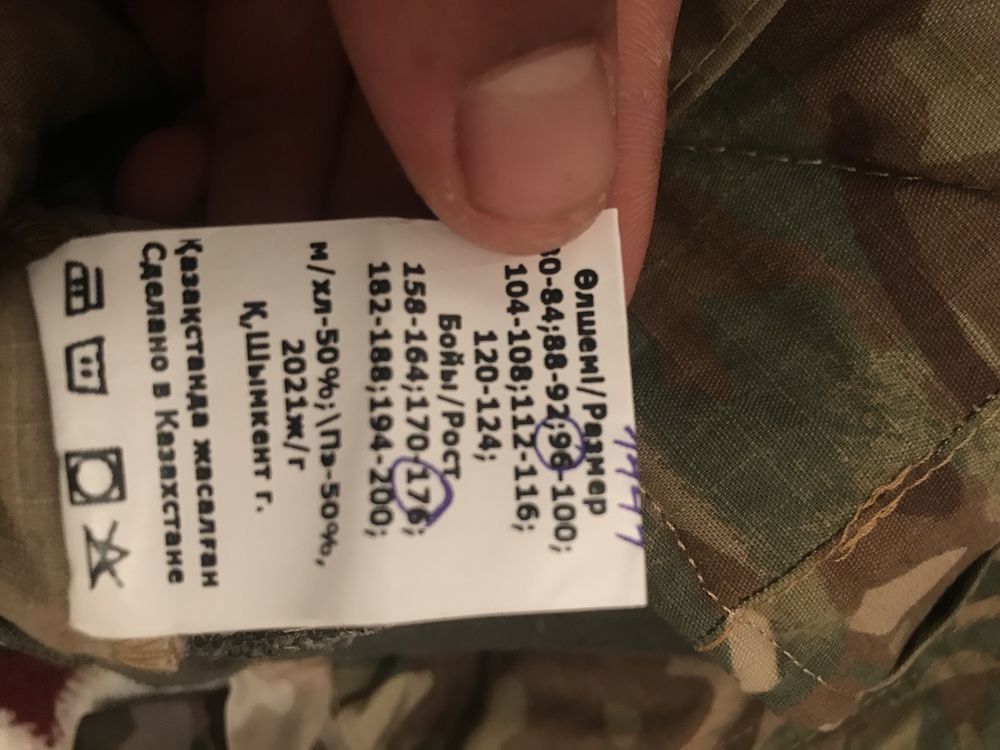 Өлшемі/Размер
80-84;88-92;96-100;
104-108;112-116;
120-124;
Бойы/Рост
158-164;170-176;
182-188;194-200;
м/хл-50%;\Пэ-50%,
2021ж/г
Қ,Шымкент г.
Қазақстанда жасалған
Сделано в Казахстане